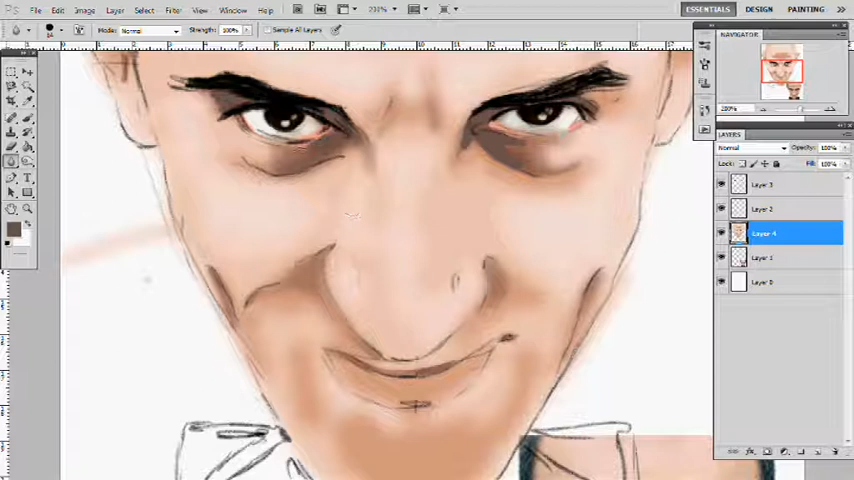 Ps File Edit Image Layer Select Filter View Window Help
ESSENTIALS DESIGN PAINTING
Mode: Normal Strength: 100% Sample All Layers
NAVIGATOR
LAYERS
Normal Opacity: 100%
Lock: Fill: 100%
Layer 3
Layer 2
Layer 4
Layer 1
Layer 0